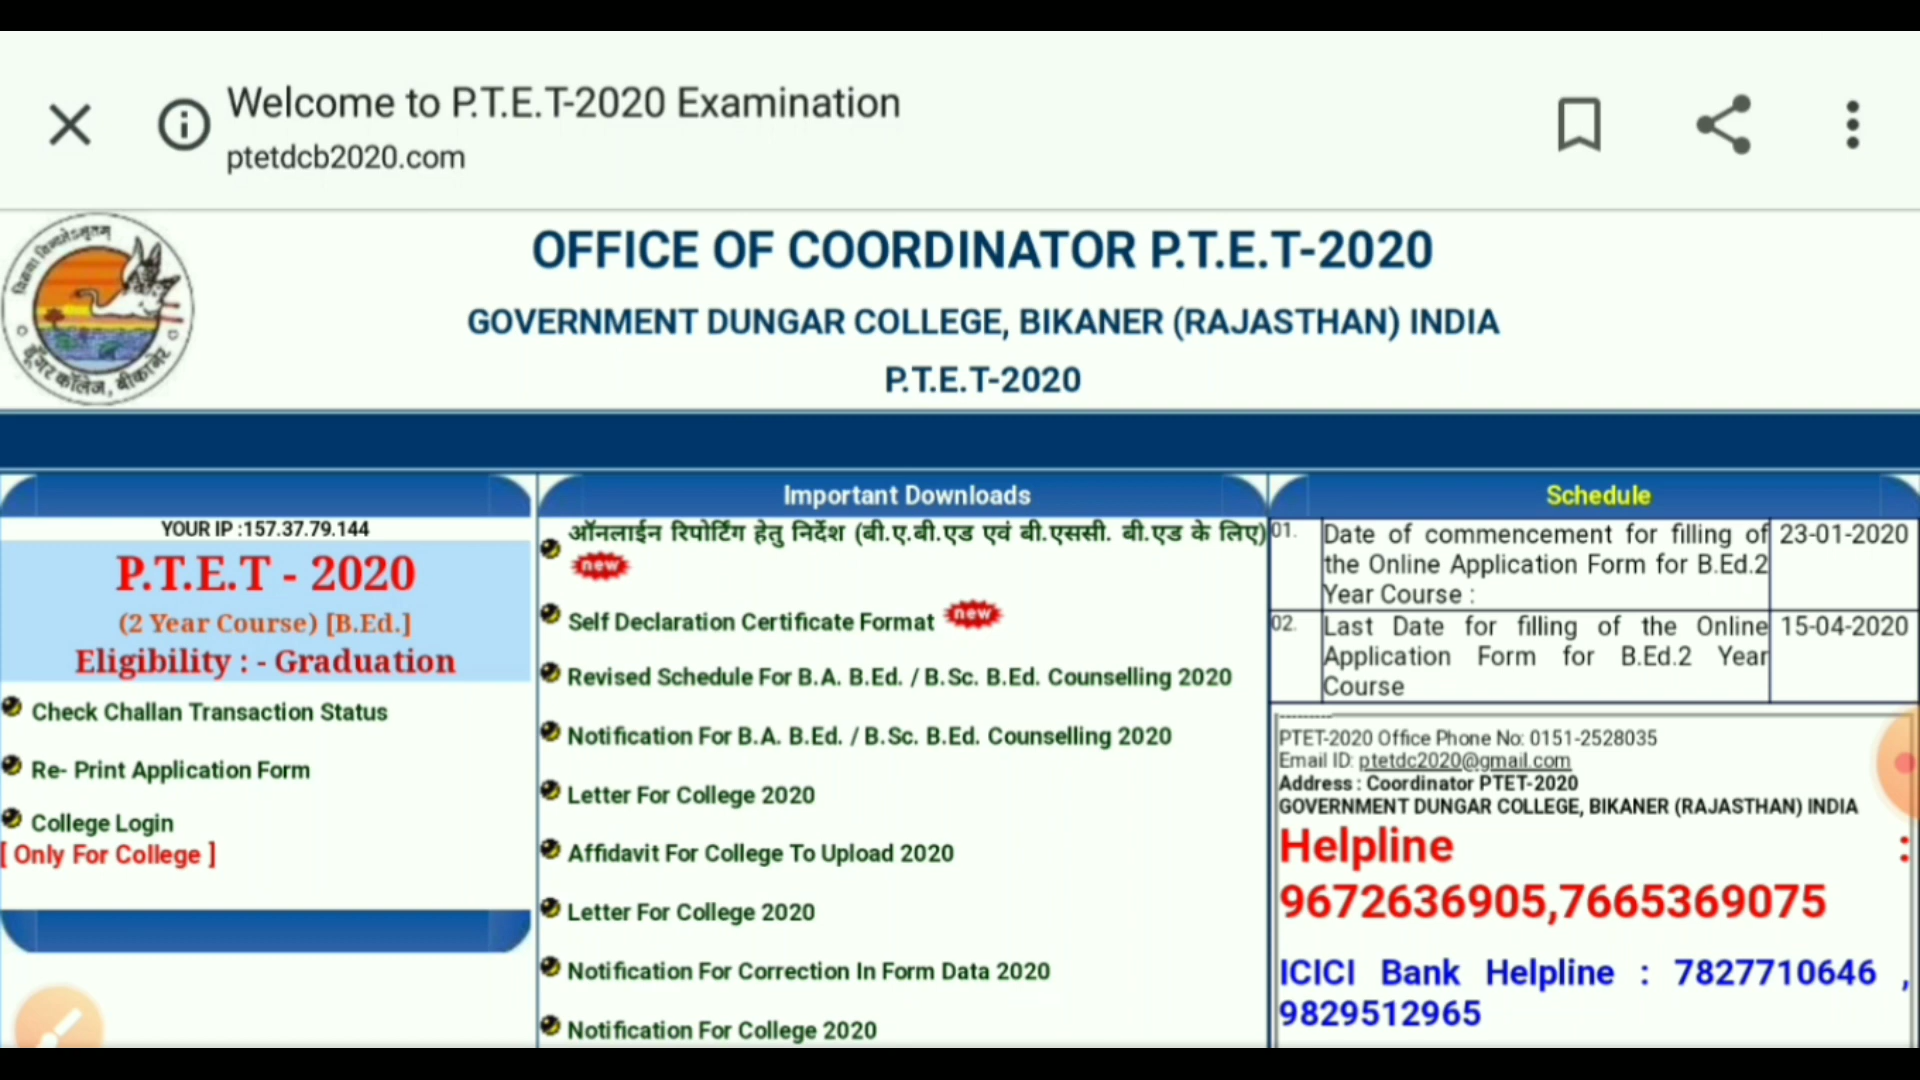 Welcome to P.T.E.T-2020 Examination
ptetdcb2020.com
OFFICE OF COORDINATOR P.T.E.T-2020
GOVERNMENT DUNGAR COLLEGE, BIKANER (RAJASTHAN) INDIA
P.T.E.T-2020
डूँगर कॉलेज, बीकानेर
YOUR IP :157.37.79.144
P.T.E.T - 2020
(2 Year Course) [B.Ed.]
Eligibility : - Graduation
Check Challan Transaction Status
Re- Print Application Form
College Login
[ Only For College ]
Important Downloads
ऑनलाईन रिपोर्टिंग हेतु निर्देश (बी.ए.बी.एड एवं बी.एससी. बी.एड के लिए)
new
Self Declaration Certificate Format new
Revised Schedule For B.A. B.Ed. / B.Sc. B.Ed. Counselling 2020
Notification For B.A. B.Ed. / B.Sc. B.Ed. Counselling 2020
Letter For College 2020
Affidavit For College To Upload 2020
Letter For College 2020
Notification For Correction In Form Data 2020
Notification For College 2020
Schedule
01. Date of commencement for filling of 23-01-2020
the Online Application Form for B.Ed.2
Year Course :
02. Last Date for filling of the Online 15-04-2020
Application Form for B.Ed.2 Year
Course
----------
PTET-2020 Office Phone No: 0151-2528035
Email ID: ptetdc2020@gmail.com
Address : Coordinator PTET-2020
GOVERNMENT DUNGAR COLLEGE, BIKANER (RAJASTHAN) INDIA
Helpline :
9672636905,7665369075
ICICI Bank Helpline : 7827710646 ,
9829512965